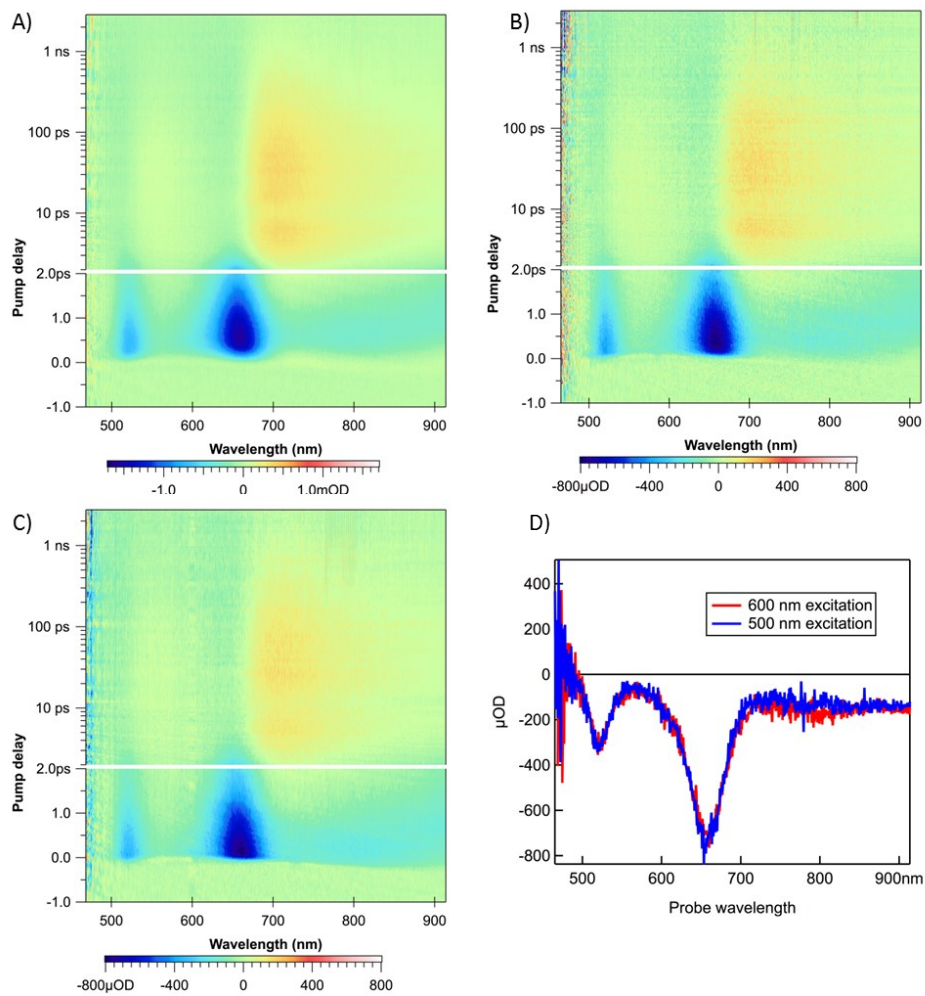 A)
1 ns
100 ps
10 ps
2.0ps
1.0
0.0
-1.0
Pump delay
500 600 700 800 900
Wavelength (nm)
-1.0 0 1.0mOD
B)
1 ns
100 ps
10 ps
2.0ps
1.0
0.0
-1.0
Pump delay
500 600 700 800 900
Wavelength (nm)
-800µOD -400 0 400 800
C)
1 ns
100 ps
10 ps
2.0ps
1.0
0.0
-1.0
Pump delay
500 600 700 800 900
Wavelength (nm)
-800µOD -400 0 400 800
D)
400
200
0
-200
-400
-600
-800
µOD
600 nm excitation
500 nm excitation
500 600 700 800 900nm
Probe wavelength